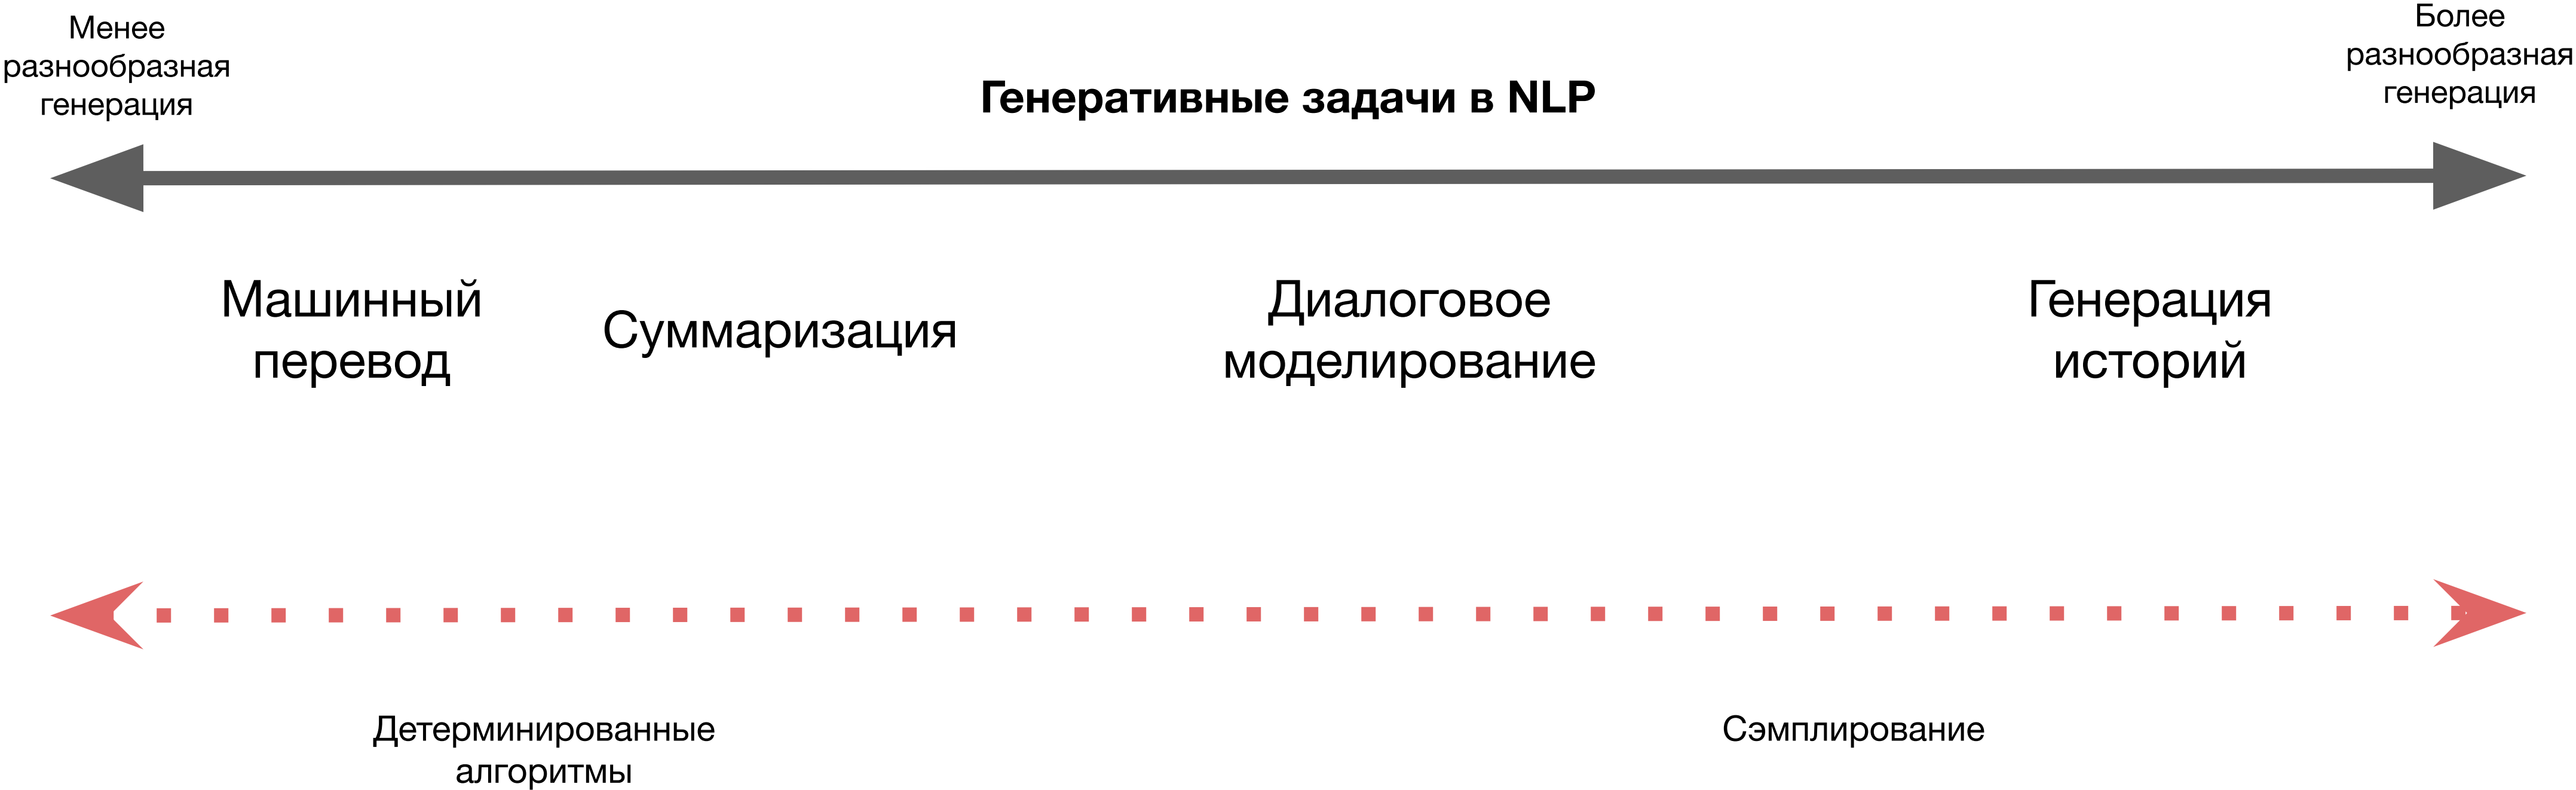 Менее
разнообразная
генерация
Генеративные задачи в NLP
Более
разнообразная
генерация
Машинный
перевод
Суммаризация
Диалоговое
моделирование
Генерация
историй
Детерминированные
алгоритмы
Сэмплирование